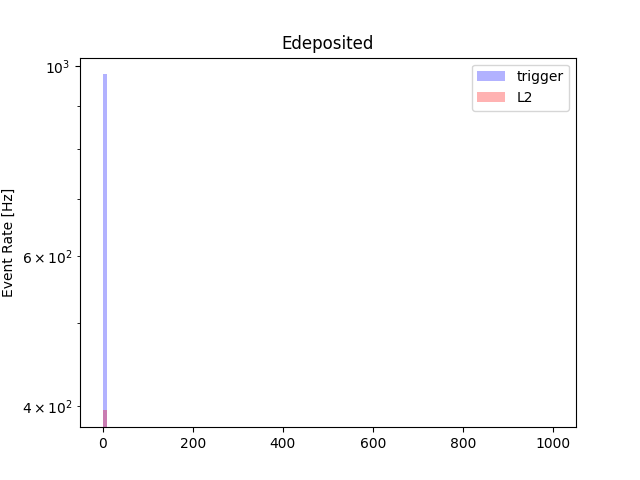 Edeposited
trigger
L2
Event Rate [Hz]
10³
6 × 10²
4 × 10²
0 200 400 600 800 1000